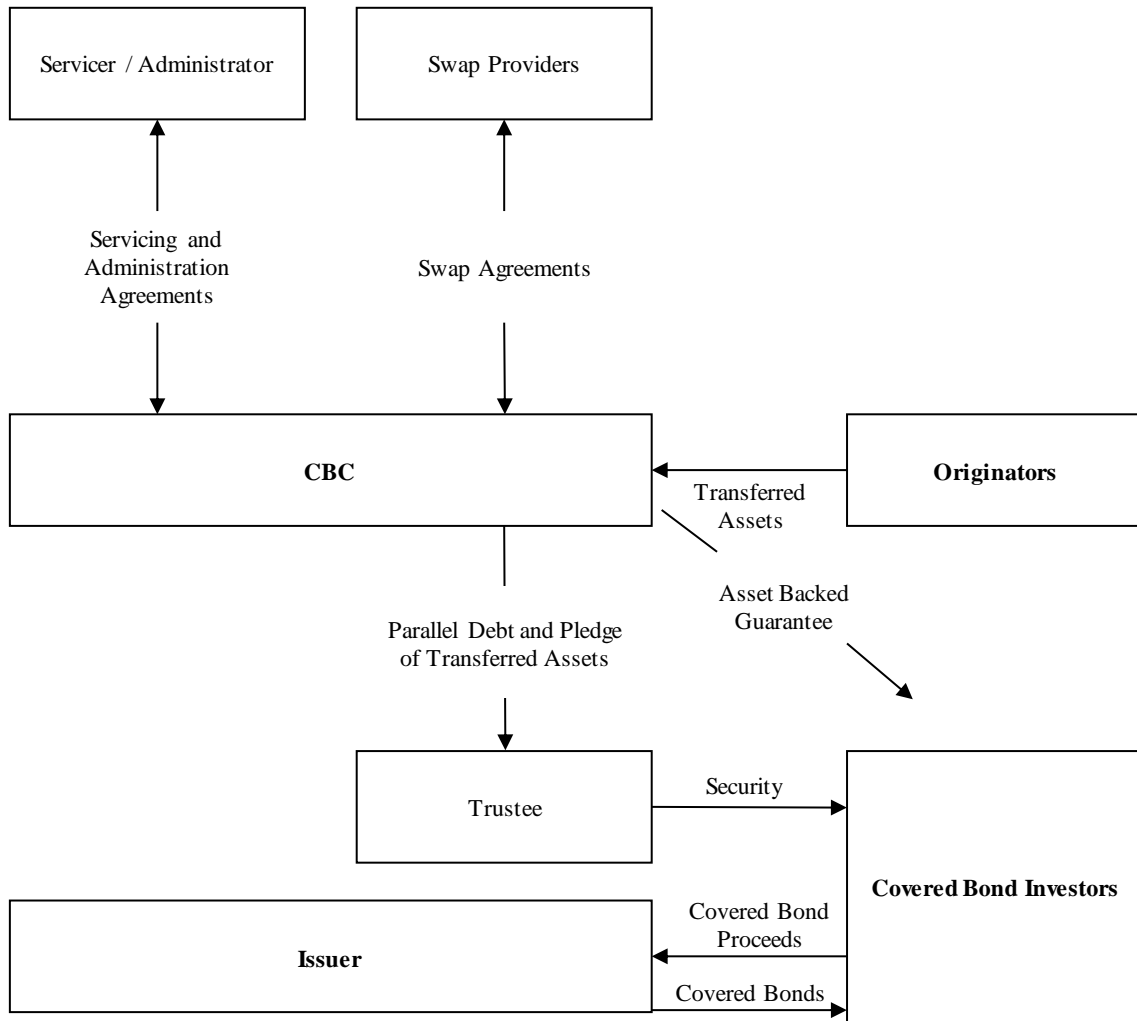 Servicer / Administrator
Swap Providers
Servicing and
Administration
Agreements
Swap Agreements
CBC
Originators
Transferred
Assets
Asset Backed
Guarantee
Parallel Debt and Pledge
of Transferred Assets
Trustee
Security
Covered Bond Investors
Covered Bond
Proceeds
Issuer
Covered Bonds